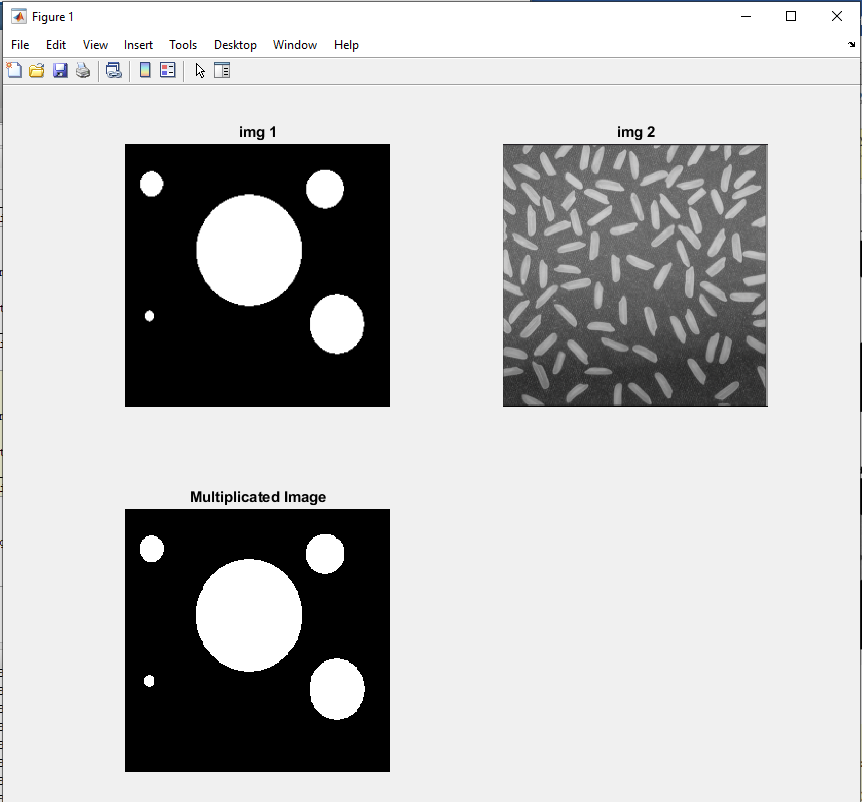 Figure 1
File Edit View Insert Tools Desktop Window Help
img 1
img 2
Multiplicated Image